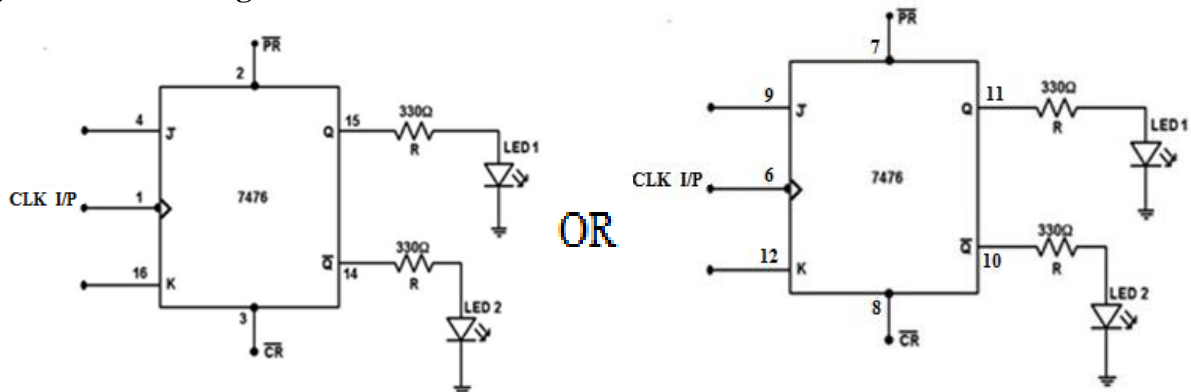 PR
2
4
J
Q
15
330Ω
R
LED 1
CLK I/P
1
7476
16
K
Q
14
330Ω
R
LED 2
3
CR
OR
PR
7
9
J
Q
11
330Ω
R
LED 1
CLK I/P
6
7476
12
K
Q
10
330Ω
R
LED 2
8
CR